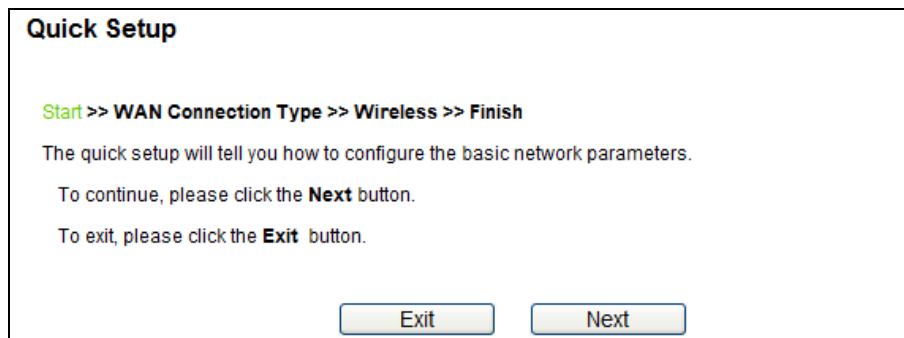 Quick Setup
Start >> WAN Connection Type >> Wireless >> Finish
The quick setup will tell you how to configure the basic network parameters.
To continue, please click the Next button.
To exit, please click the Exit button.
Exit Next